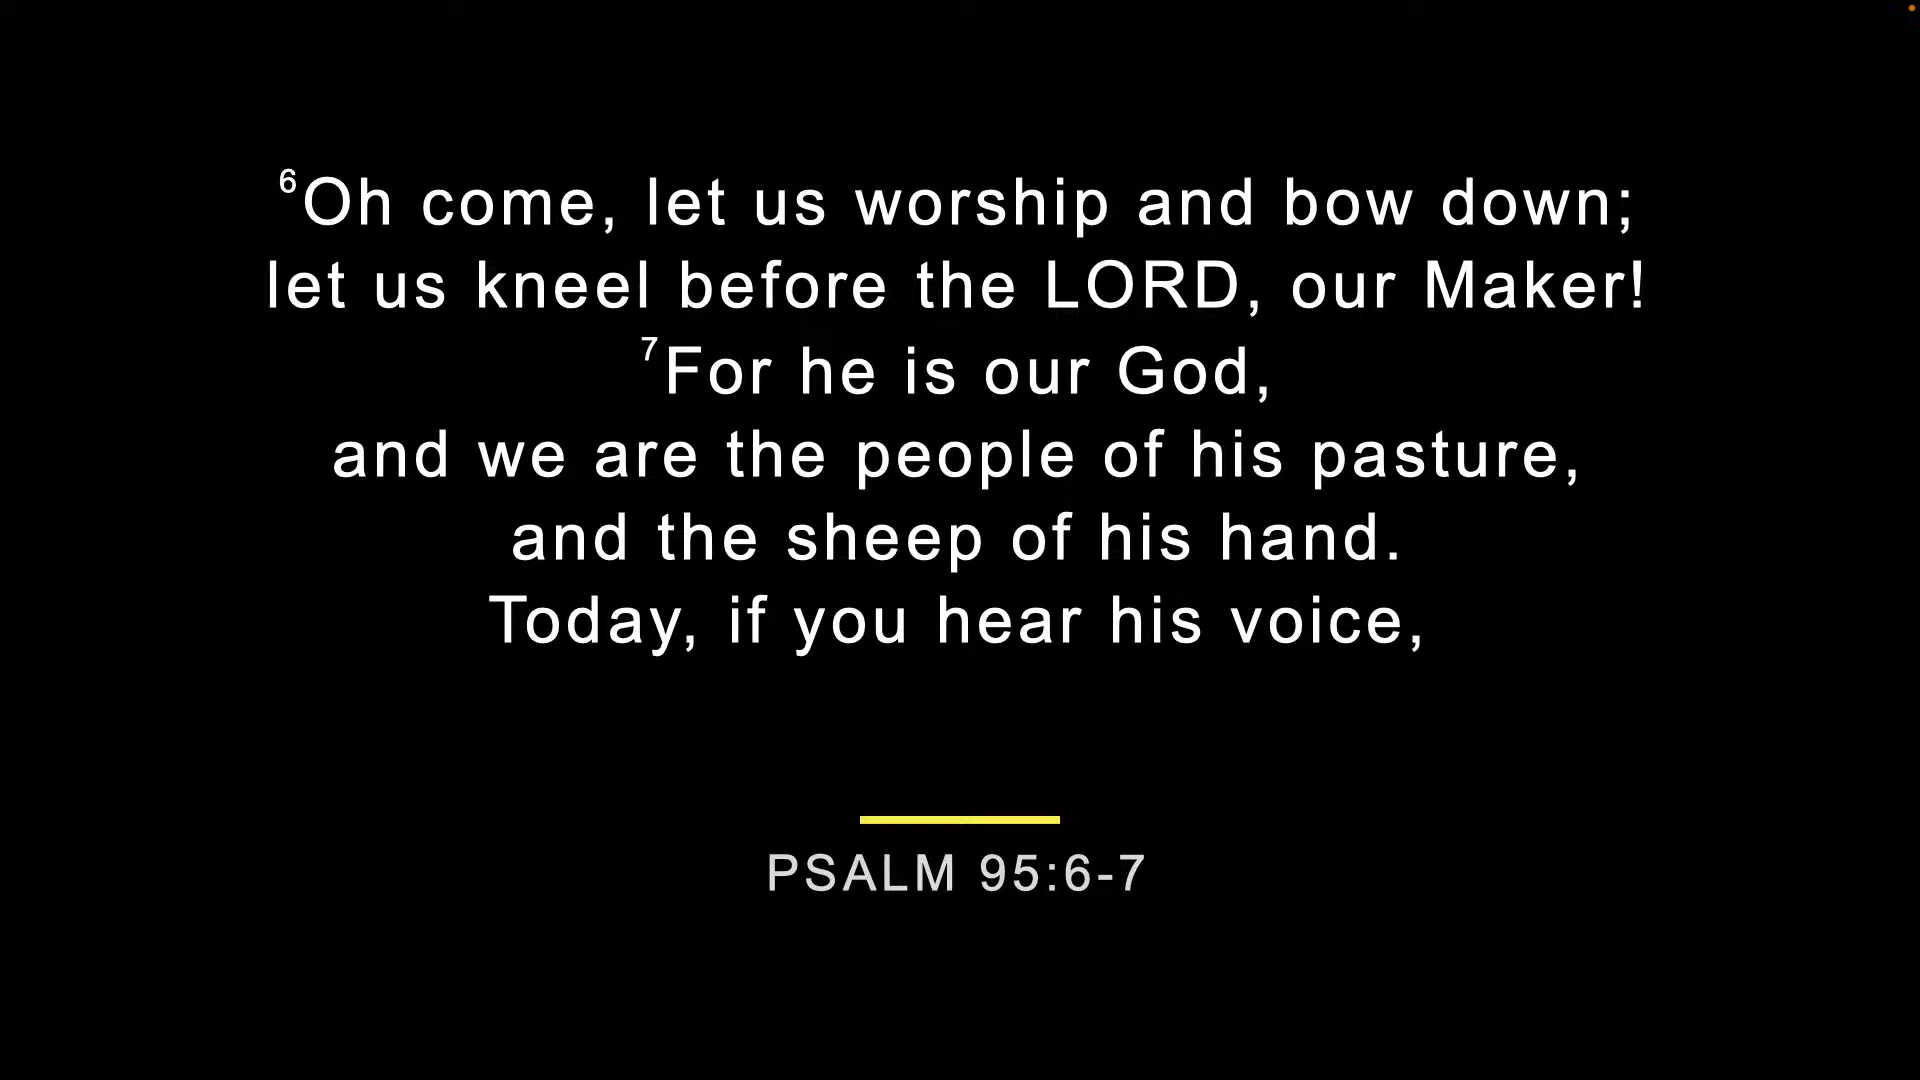 ⁶Oh come, let us worship and bow down;
let us kneel before the LORD, our Maker!
⁷For he is our God,
and we are the people of his pasture,
and the sheep of his hand.
Today, if you hear his voice,
PSALM 95:6-7